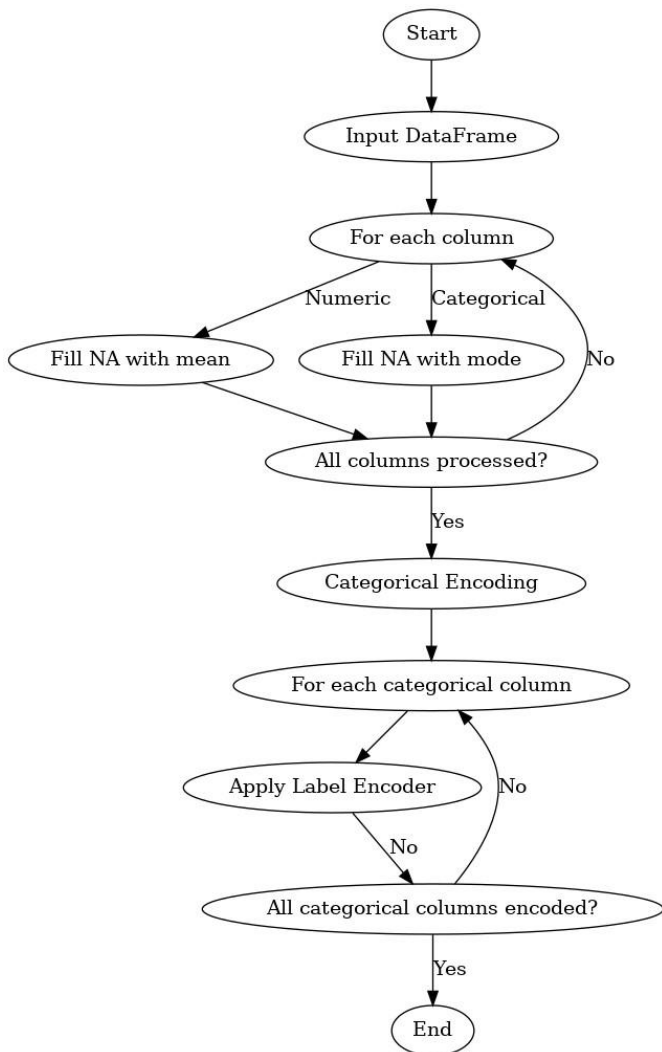 Start
Input DataFrame
For each column
Numeric
Categorical
Fill NA with mean
Fill NA with mode
No
All columns processed?
Yes
Categorical Encoding
For each categorical column
Apply Label Encoder
No
No
All categorical columns encoded?
Yes
End